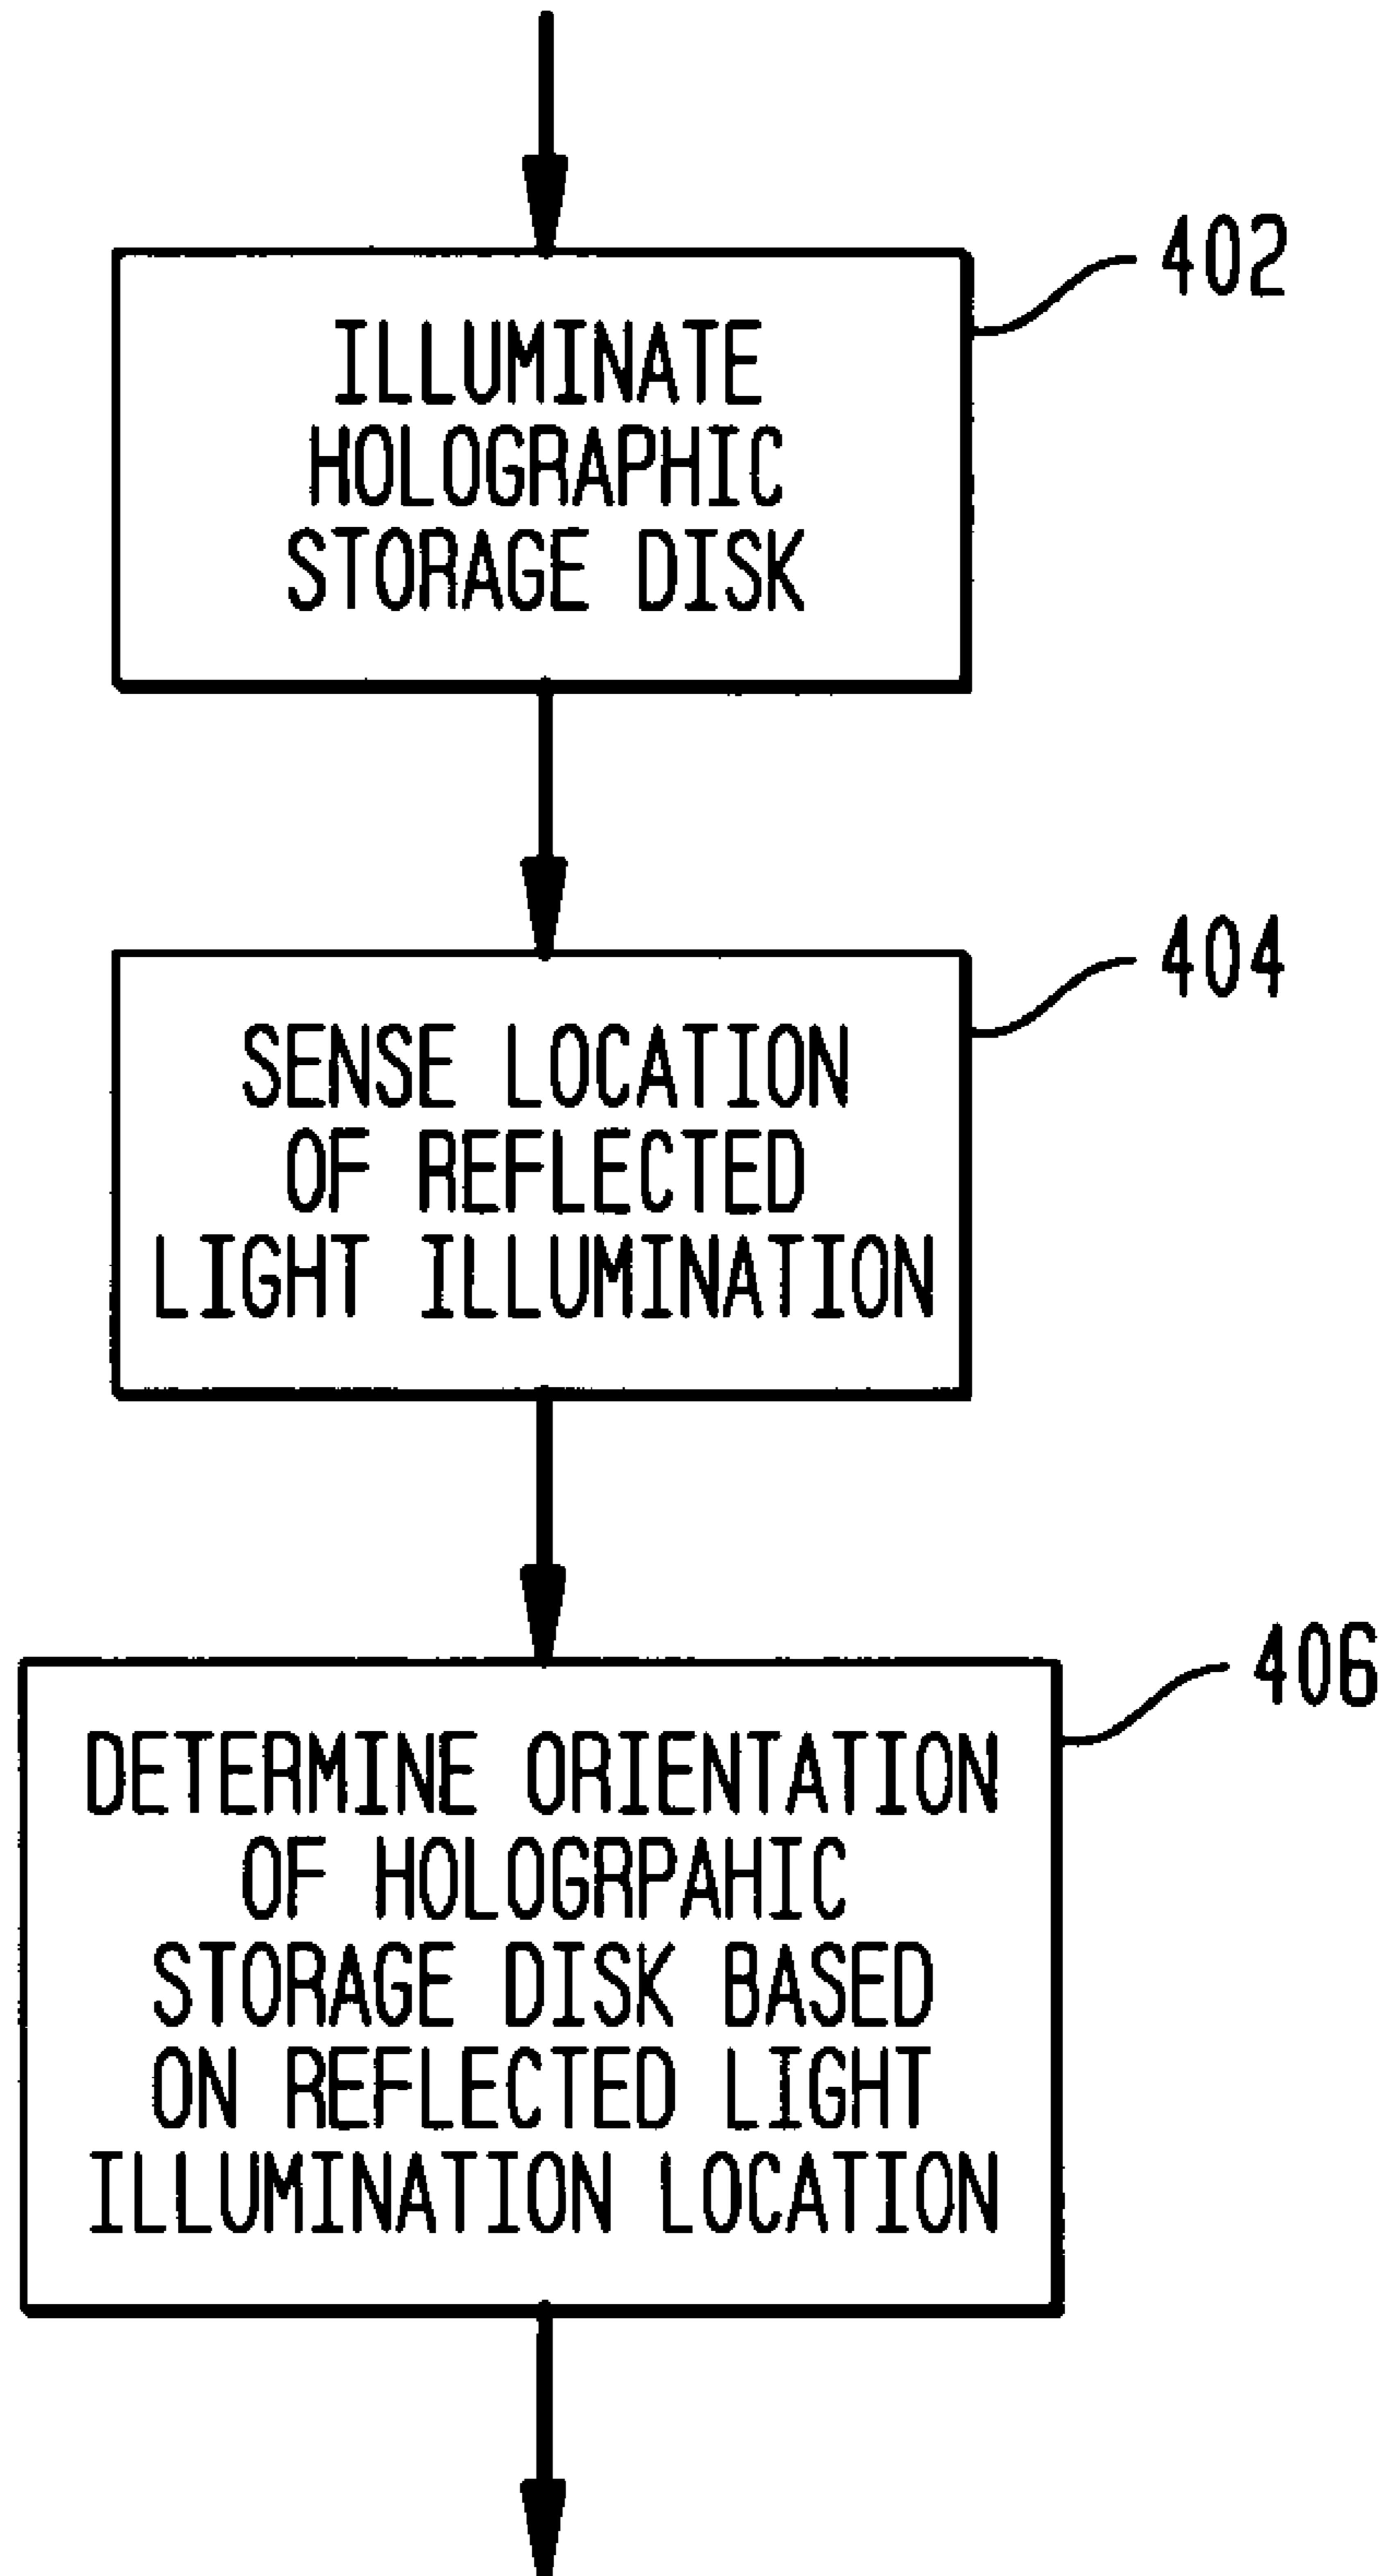 402
ILLUMINATE
HOLOGRAPHIC
STORAGE DISK
404
SENSE LOCATION
OF REFLECTED
LIGHT ILLUMINATION
406
DETERMINE ORIENTATION
OF HOLOGRPAHIC
STORAGE DISK BASED
ON REFLECTED LIGHT
ILLUMINATION LOCATION